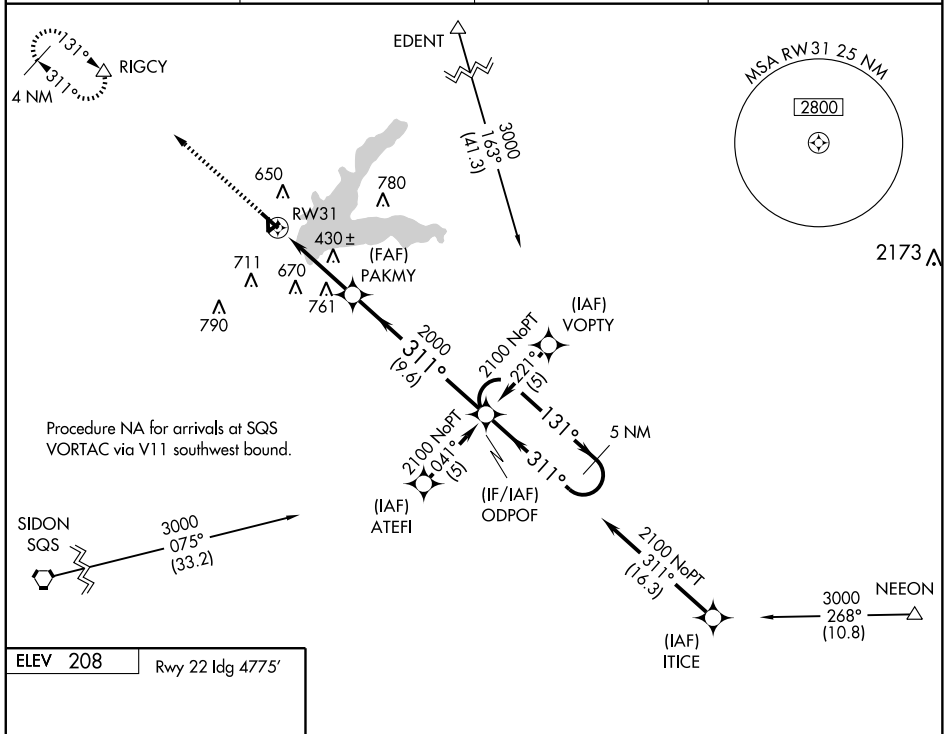 131°
311°
4 NM
RIGCY
EDENT
3000
163°
(41.3)
MSA RW31 25 NM
2800
650
780
RW31
430 ±
(FAF)
PAKMY
711
670
761
790
2173
(IAF)
VOPTY
2100 NoPT
221°
(5)
2000
311°
(9.6)
131°
5 NM
311°
2100 NoPT
041°
(5)
(IAF)
ATEFI
(IF/IAF)
ODPOF
Procedure NA for arrivals at SQS
VORTAC via V11 southwest bound.
SIDON
SQS
3000
075°
(33.2)
2100 NoPT
311°
(16.3)
(IAF)
ITICE
3000
268°
(10.8)
NEEON
ELEV 208
Rwy 22 ldg 4775'